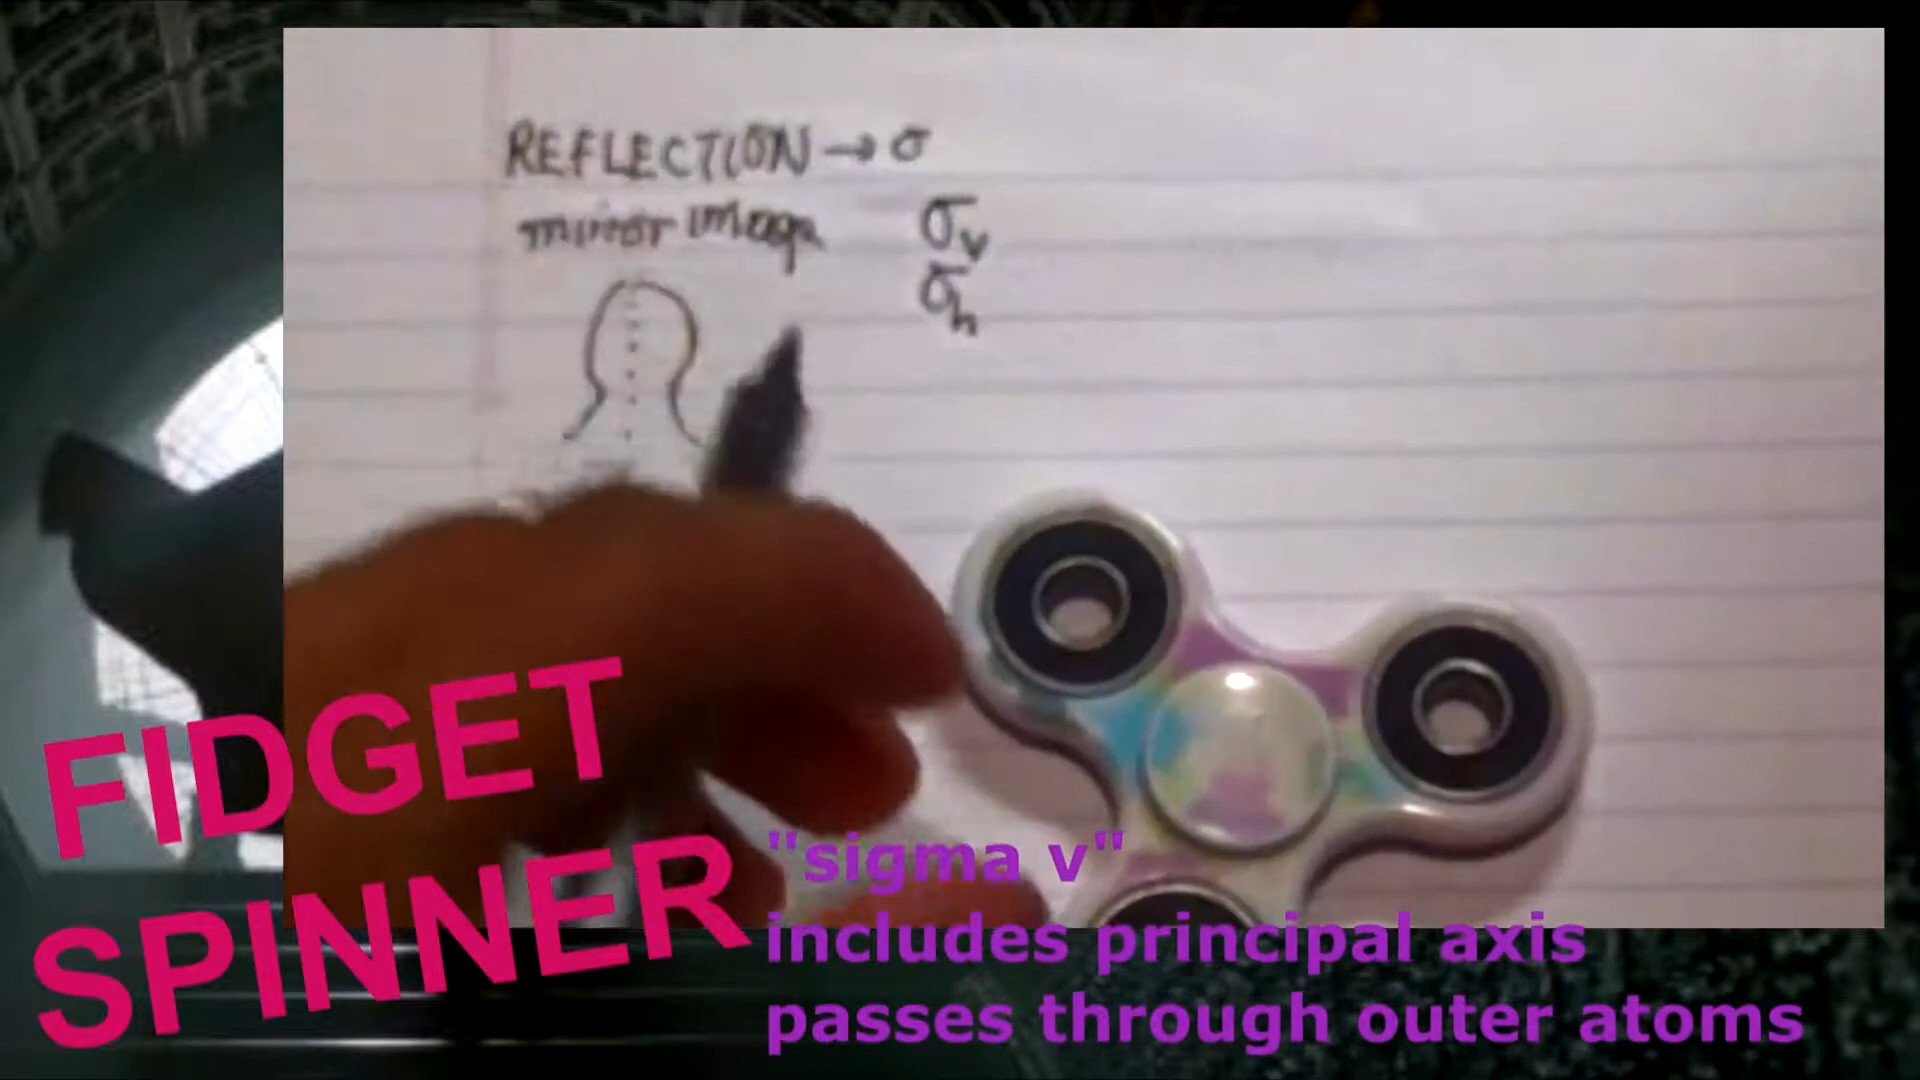 REFLECTION → σ
mirror image
σv
σh
FIDGET
SPINNER
"sigma v"
includes principal axis
passes through outer atoms